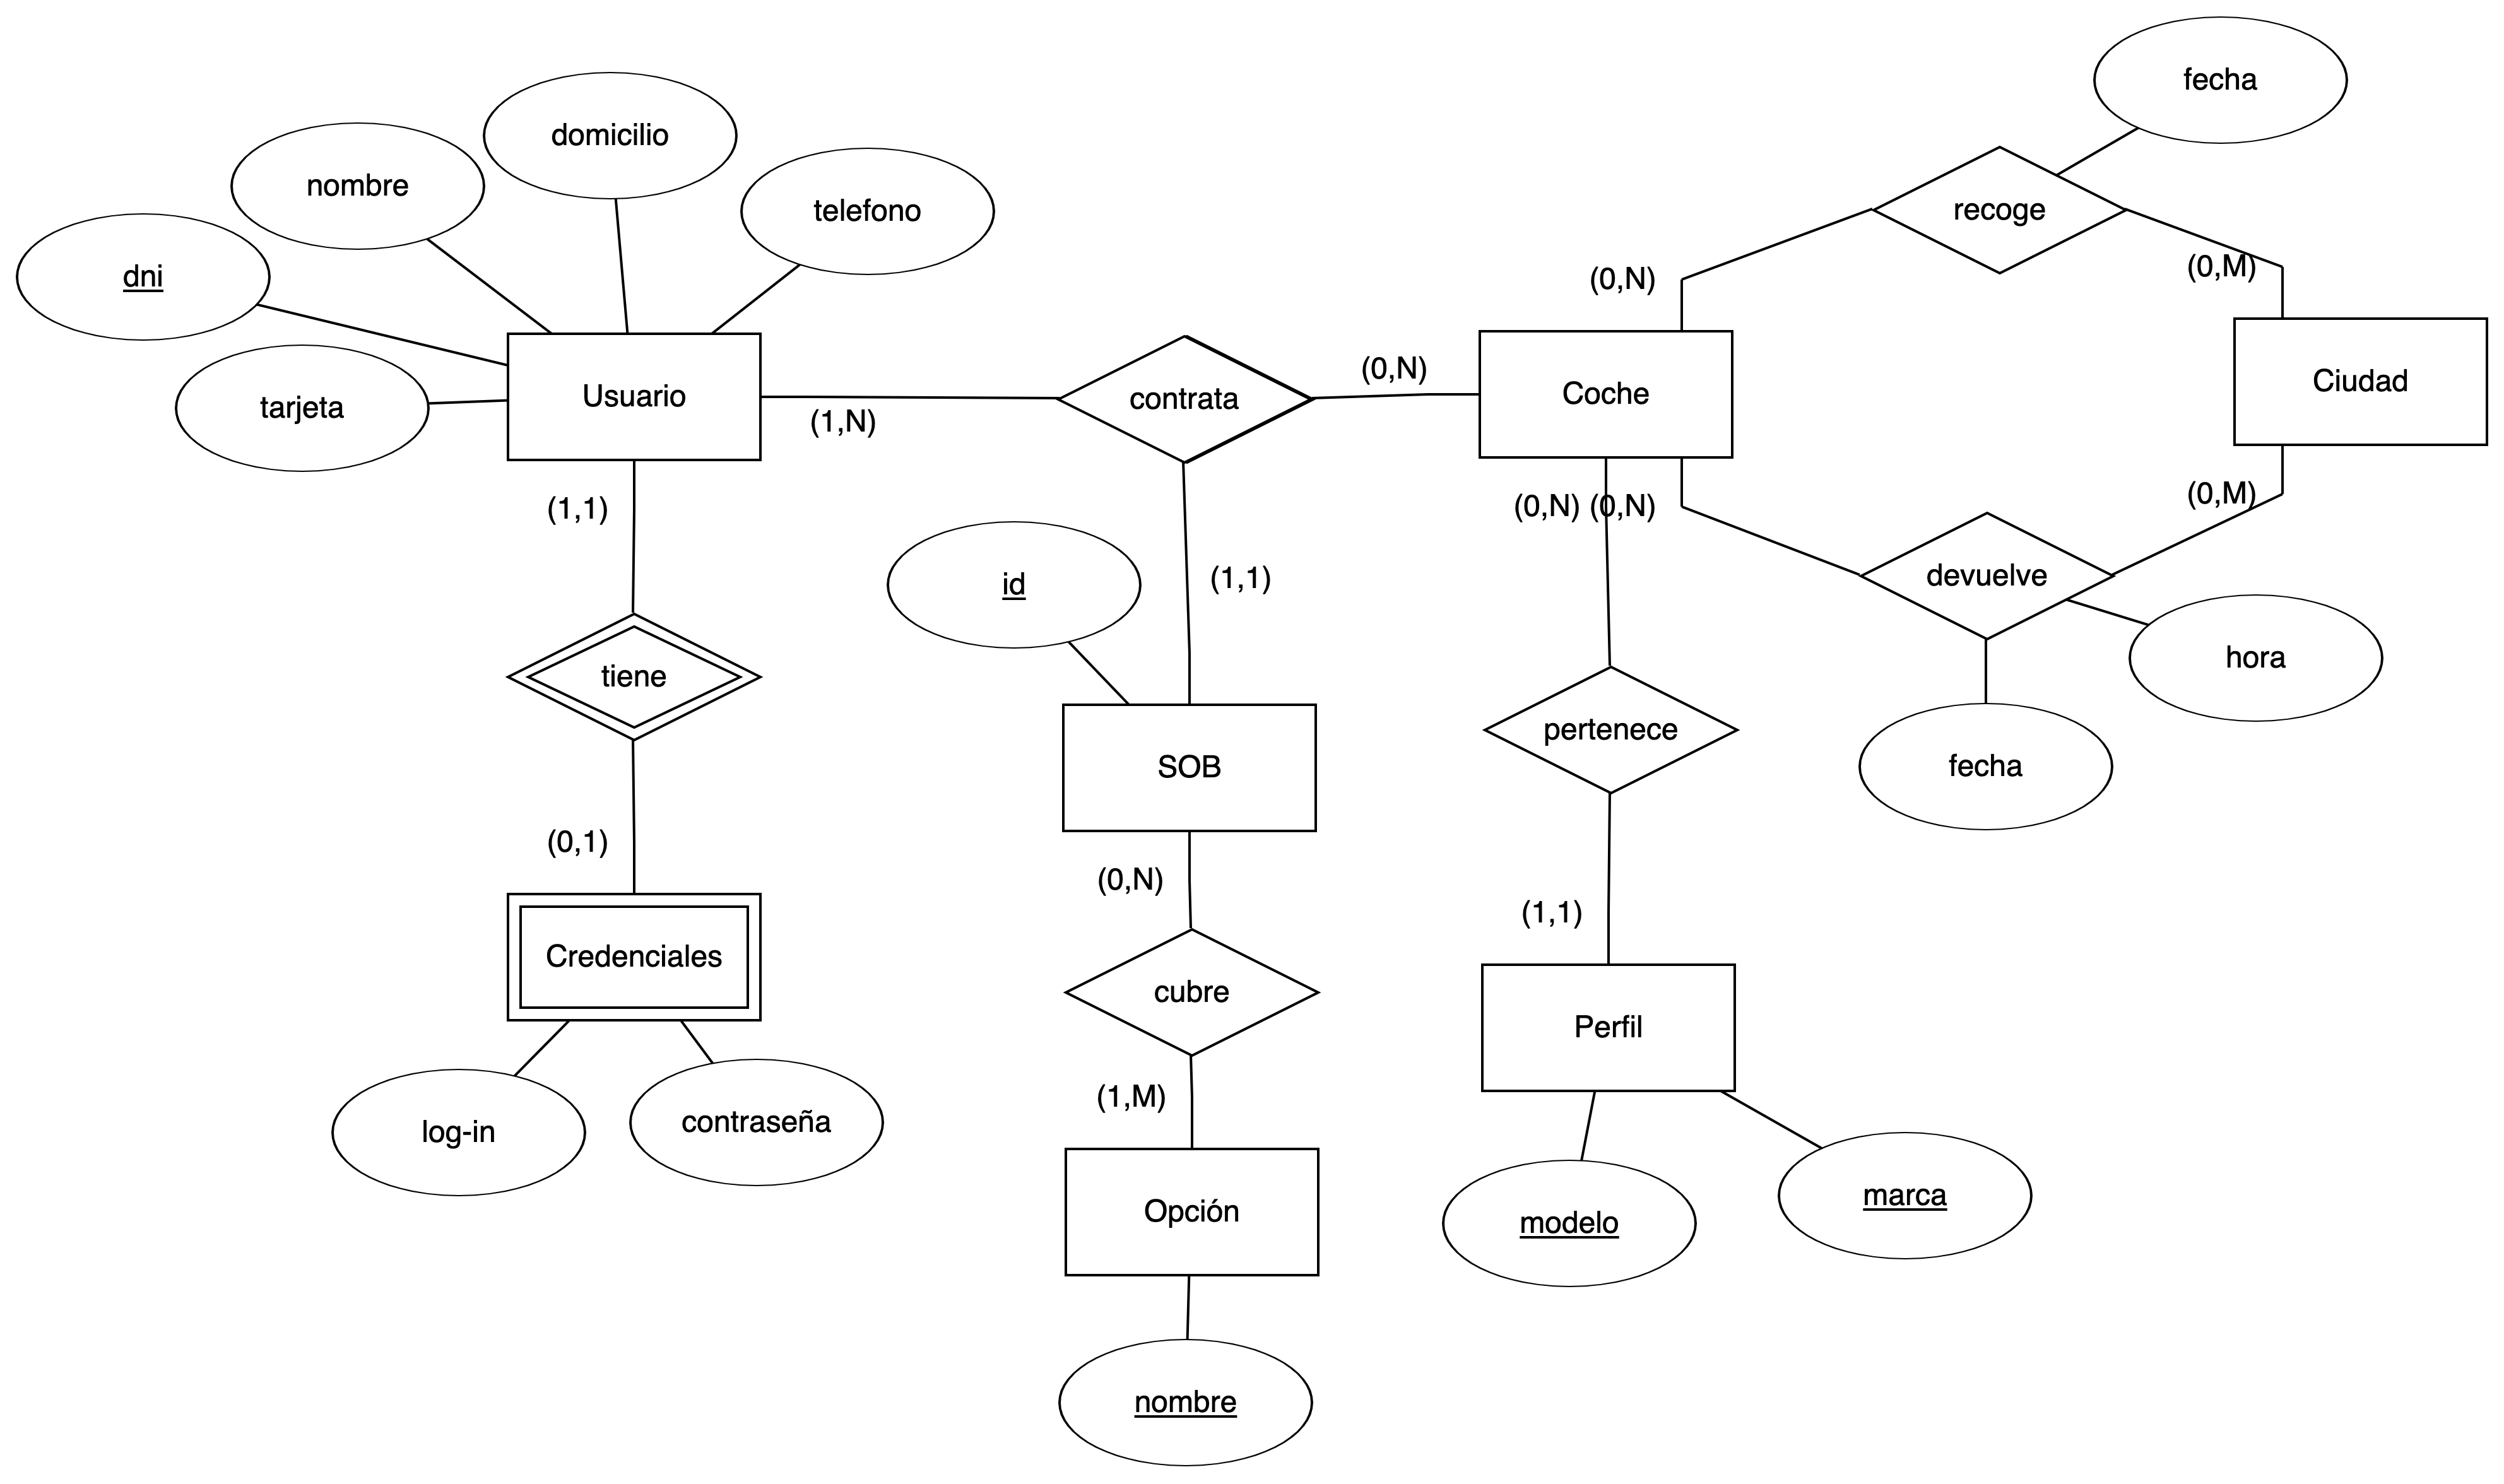 fecha
domicilio
nombre
telefono
recoge
dni
(0,N)
(0,M)
Usuario
contrata
(0,N)
Coche
Ciudad
tarjeta
(1,N)
(1,1)
(0,N) (0,N)
(0,M)
id
(1,1)
devuelve
tiene
hora
pertenece
SOB
fecha
(0,1)
(0,N)
(1,1)
Credenciales
cubre
Perfil
(1,M)
log-in
contraseña
Opción
modelo
marca
nombre